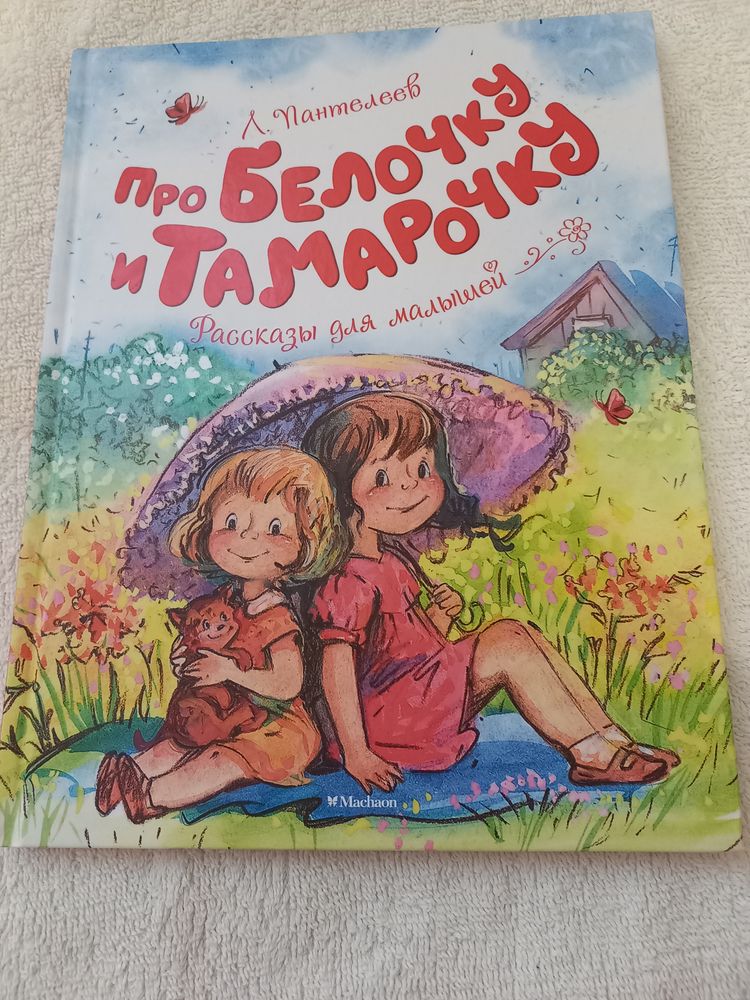 Л. Пантелеев
Про Белочку
и Тамарочку
Рассказы для малышей
Machaon